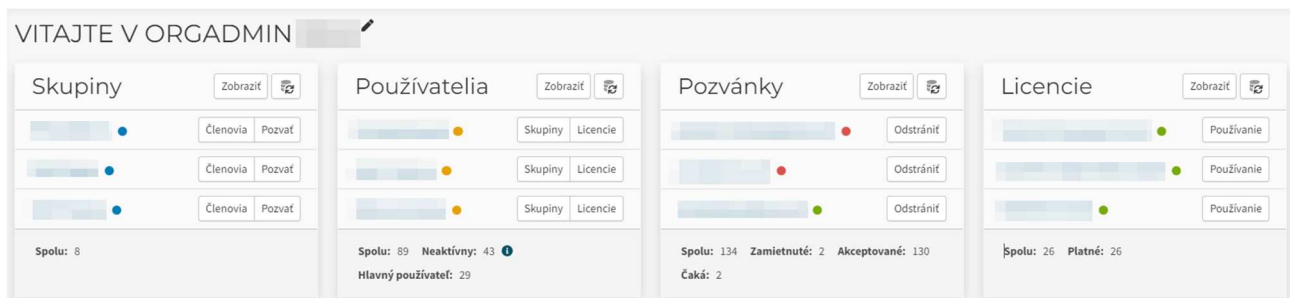 VITAJTE V ORGADMIN
Skupiny Zobraziť
Členovia Pozvať
Členovia Pozvať
Členovia Pozvať
Spolu: 8
Používatelia Zobraziť
Skupiny Licencie
Skupiny Licencie
Skupiny Licencie
Spolu: 89 Neaktívny: 43
Hlavný používateľ: 29
Pozvánky Zobraziť
Odstrániť
Odstrániť
Odstrániť
Spolu: 134 Zamietnuté: 2 Akceptované: 130
Čaká: 2
Licencie Zobraziť
Používanie
Používanie
Používanie
Spolu: 26 Platné: 26